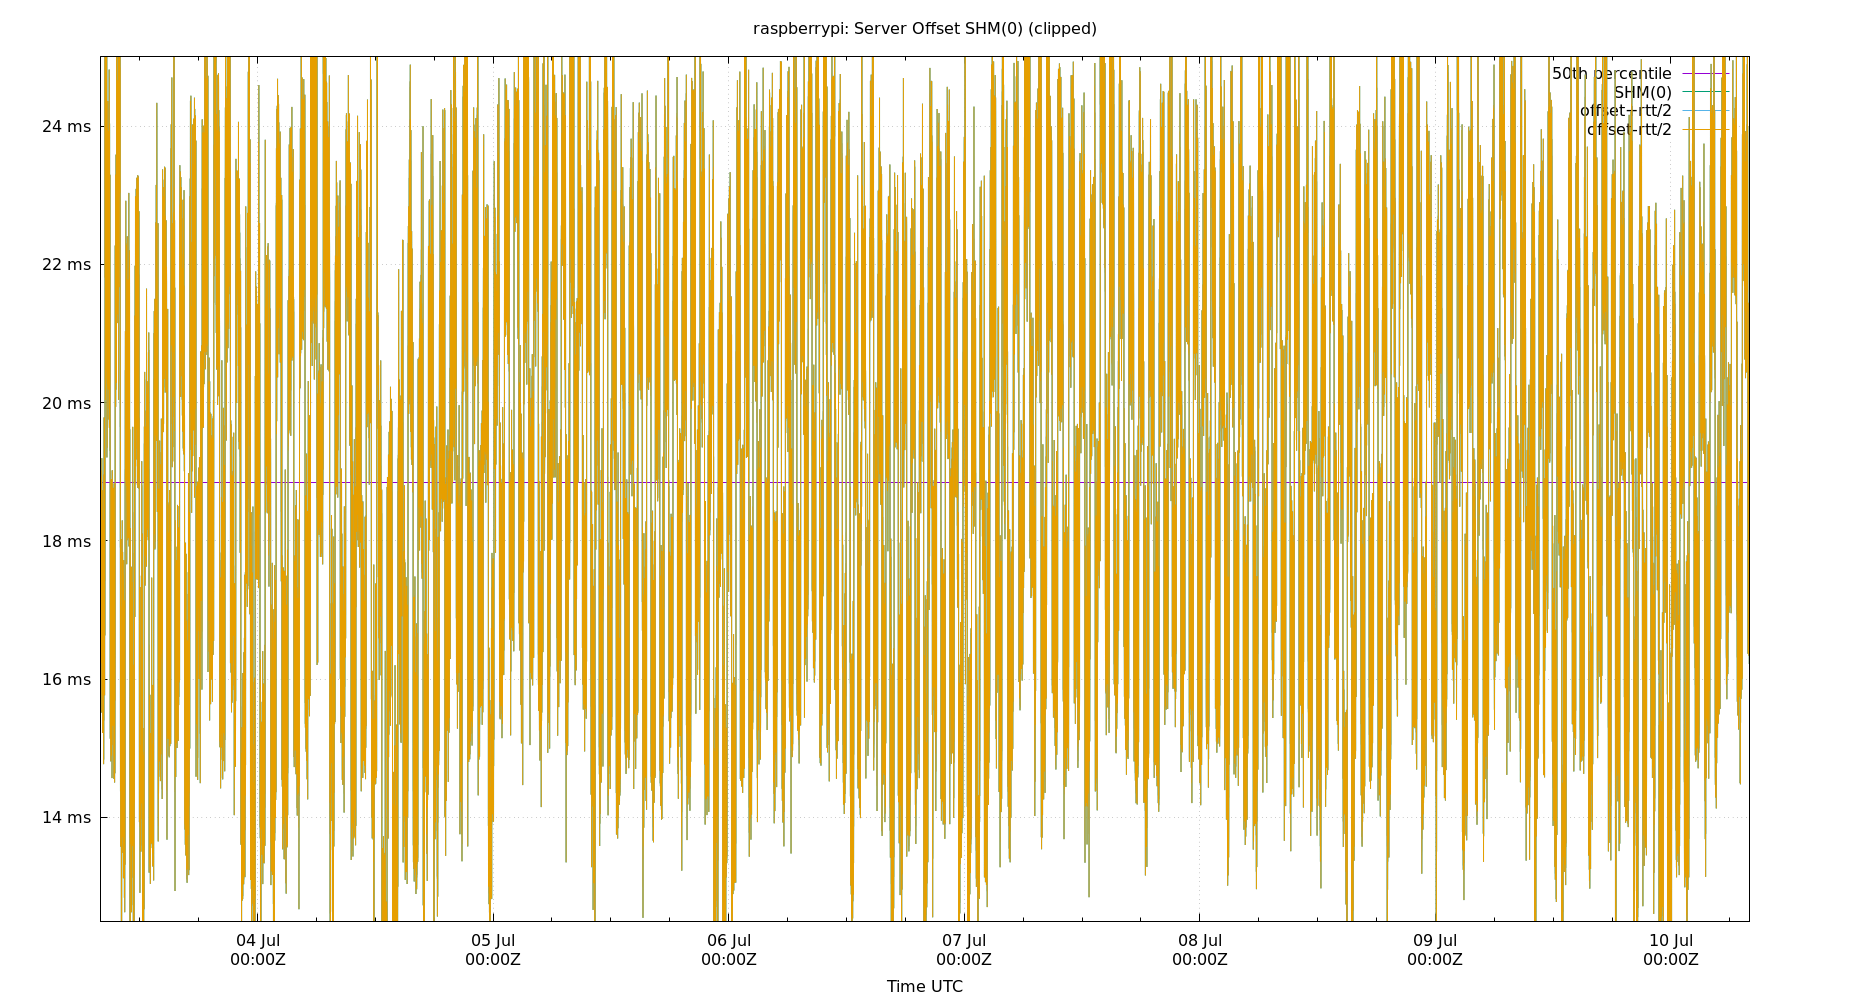 raspberrypi: Server Offset SHM(0) (clipped)
50th percentile
SHM(0)
offset+rtt/2
offset-rtt/2
24 ms
22 ms
20 ms
18 ms
16 ms
14 ms
04 Jul 05 Jul 06 Jul 07 Jul 08 Jul 09 Jul 10 Jul
00:00Z 00:00Z 00:00Z 00:00Z 00:00Z 00:00Z 00:00Z
Time UTC